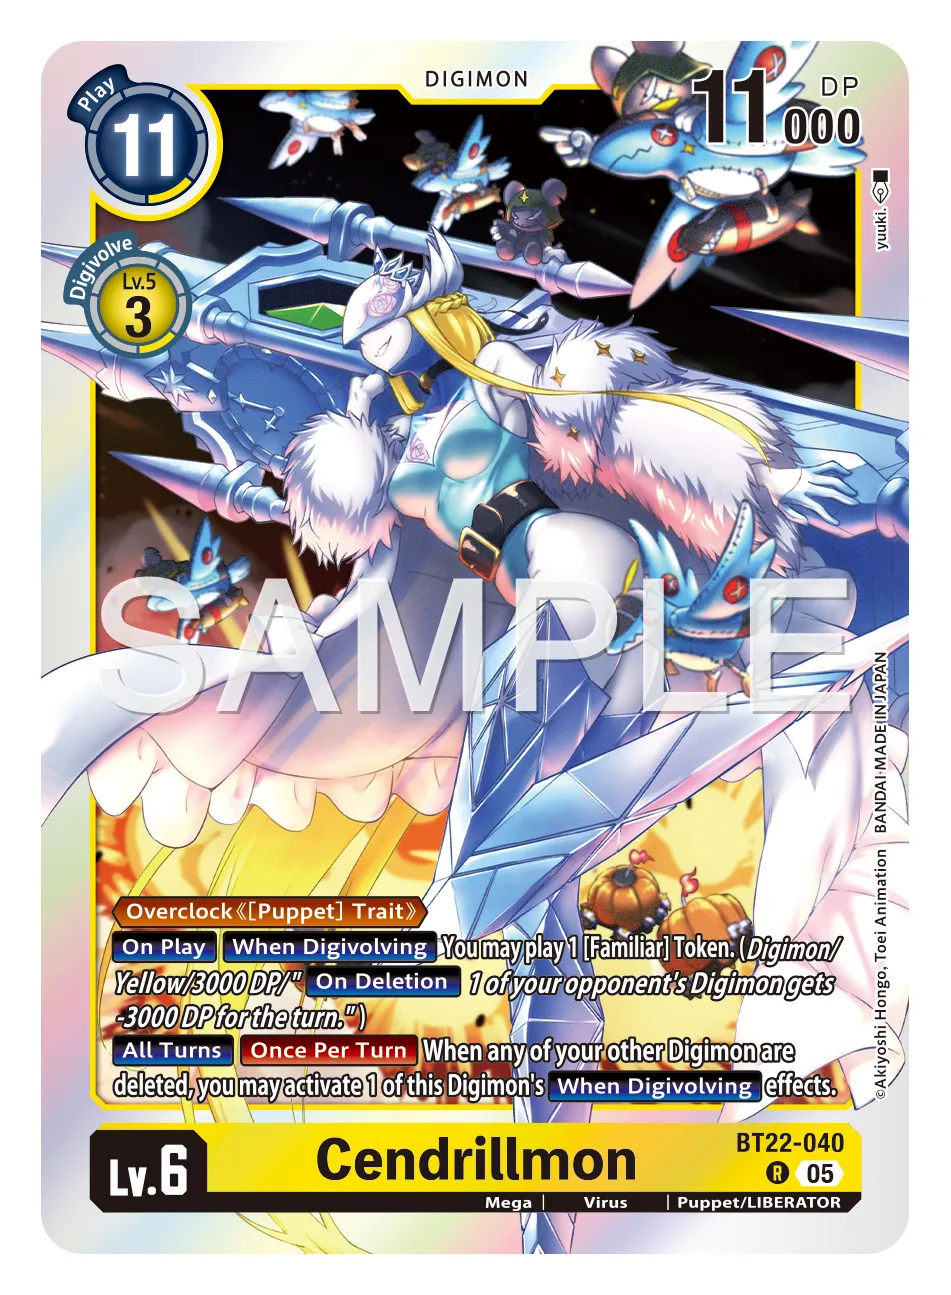 DIGIMON
Play
11
11000 DP
Digivolve
Lv.5
3
yuuki.
SAMPLE
©Akiyoshi Hongo, Toei Animation BANDAI·MADE IN JAPAN
Overclock《[Puppet] Trait》
On Play When Digivolving You may play 1 [Familiar] Token. (Digimon/
Yellow/3000 DP/" On Deletion 1 of your opponent's Digimon gets
-3000 DP for the turn.")
All Turns Once Per Turn When any of your other Digimon are
deleted, you may activate 1 of this Digimon's When Digivolving effects.
Lv.6
Cendrillmon
BT22-040
R 05
Mega | Virus | Puppet/LIBERATOR